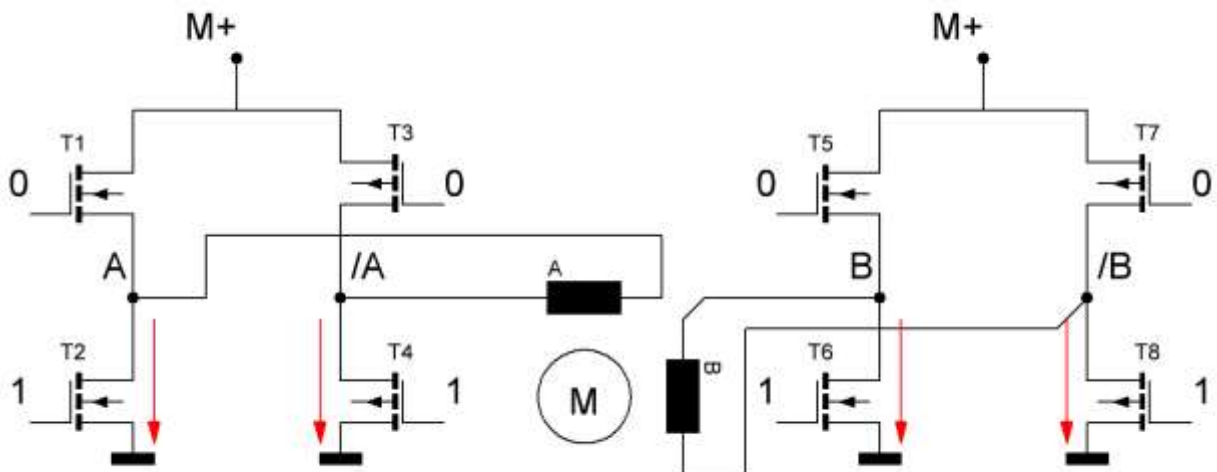 M+ M+
T1 T3 T5 T7
0 0 0 0
A /A B /B
A
T2 T4 T6 T8
B
1 1 M 1 1